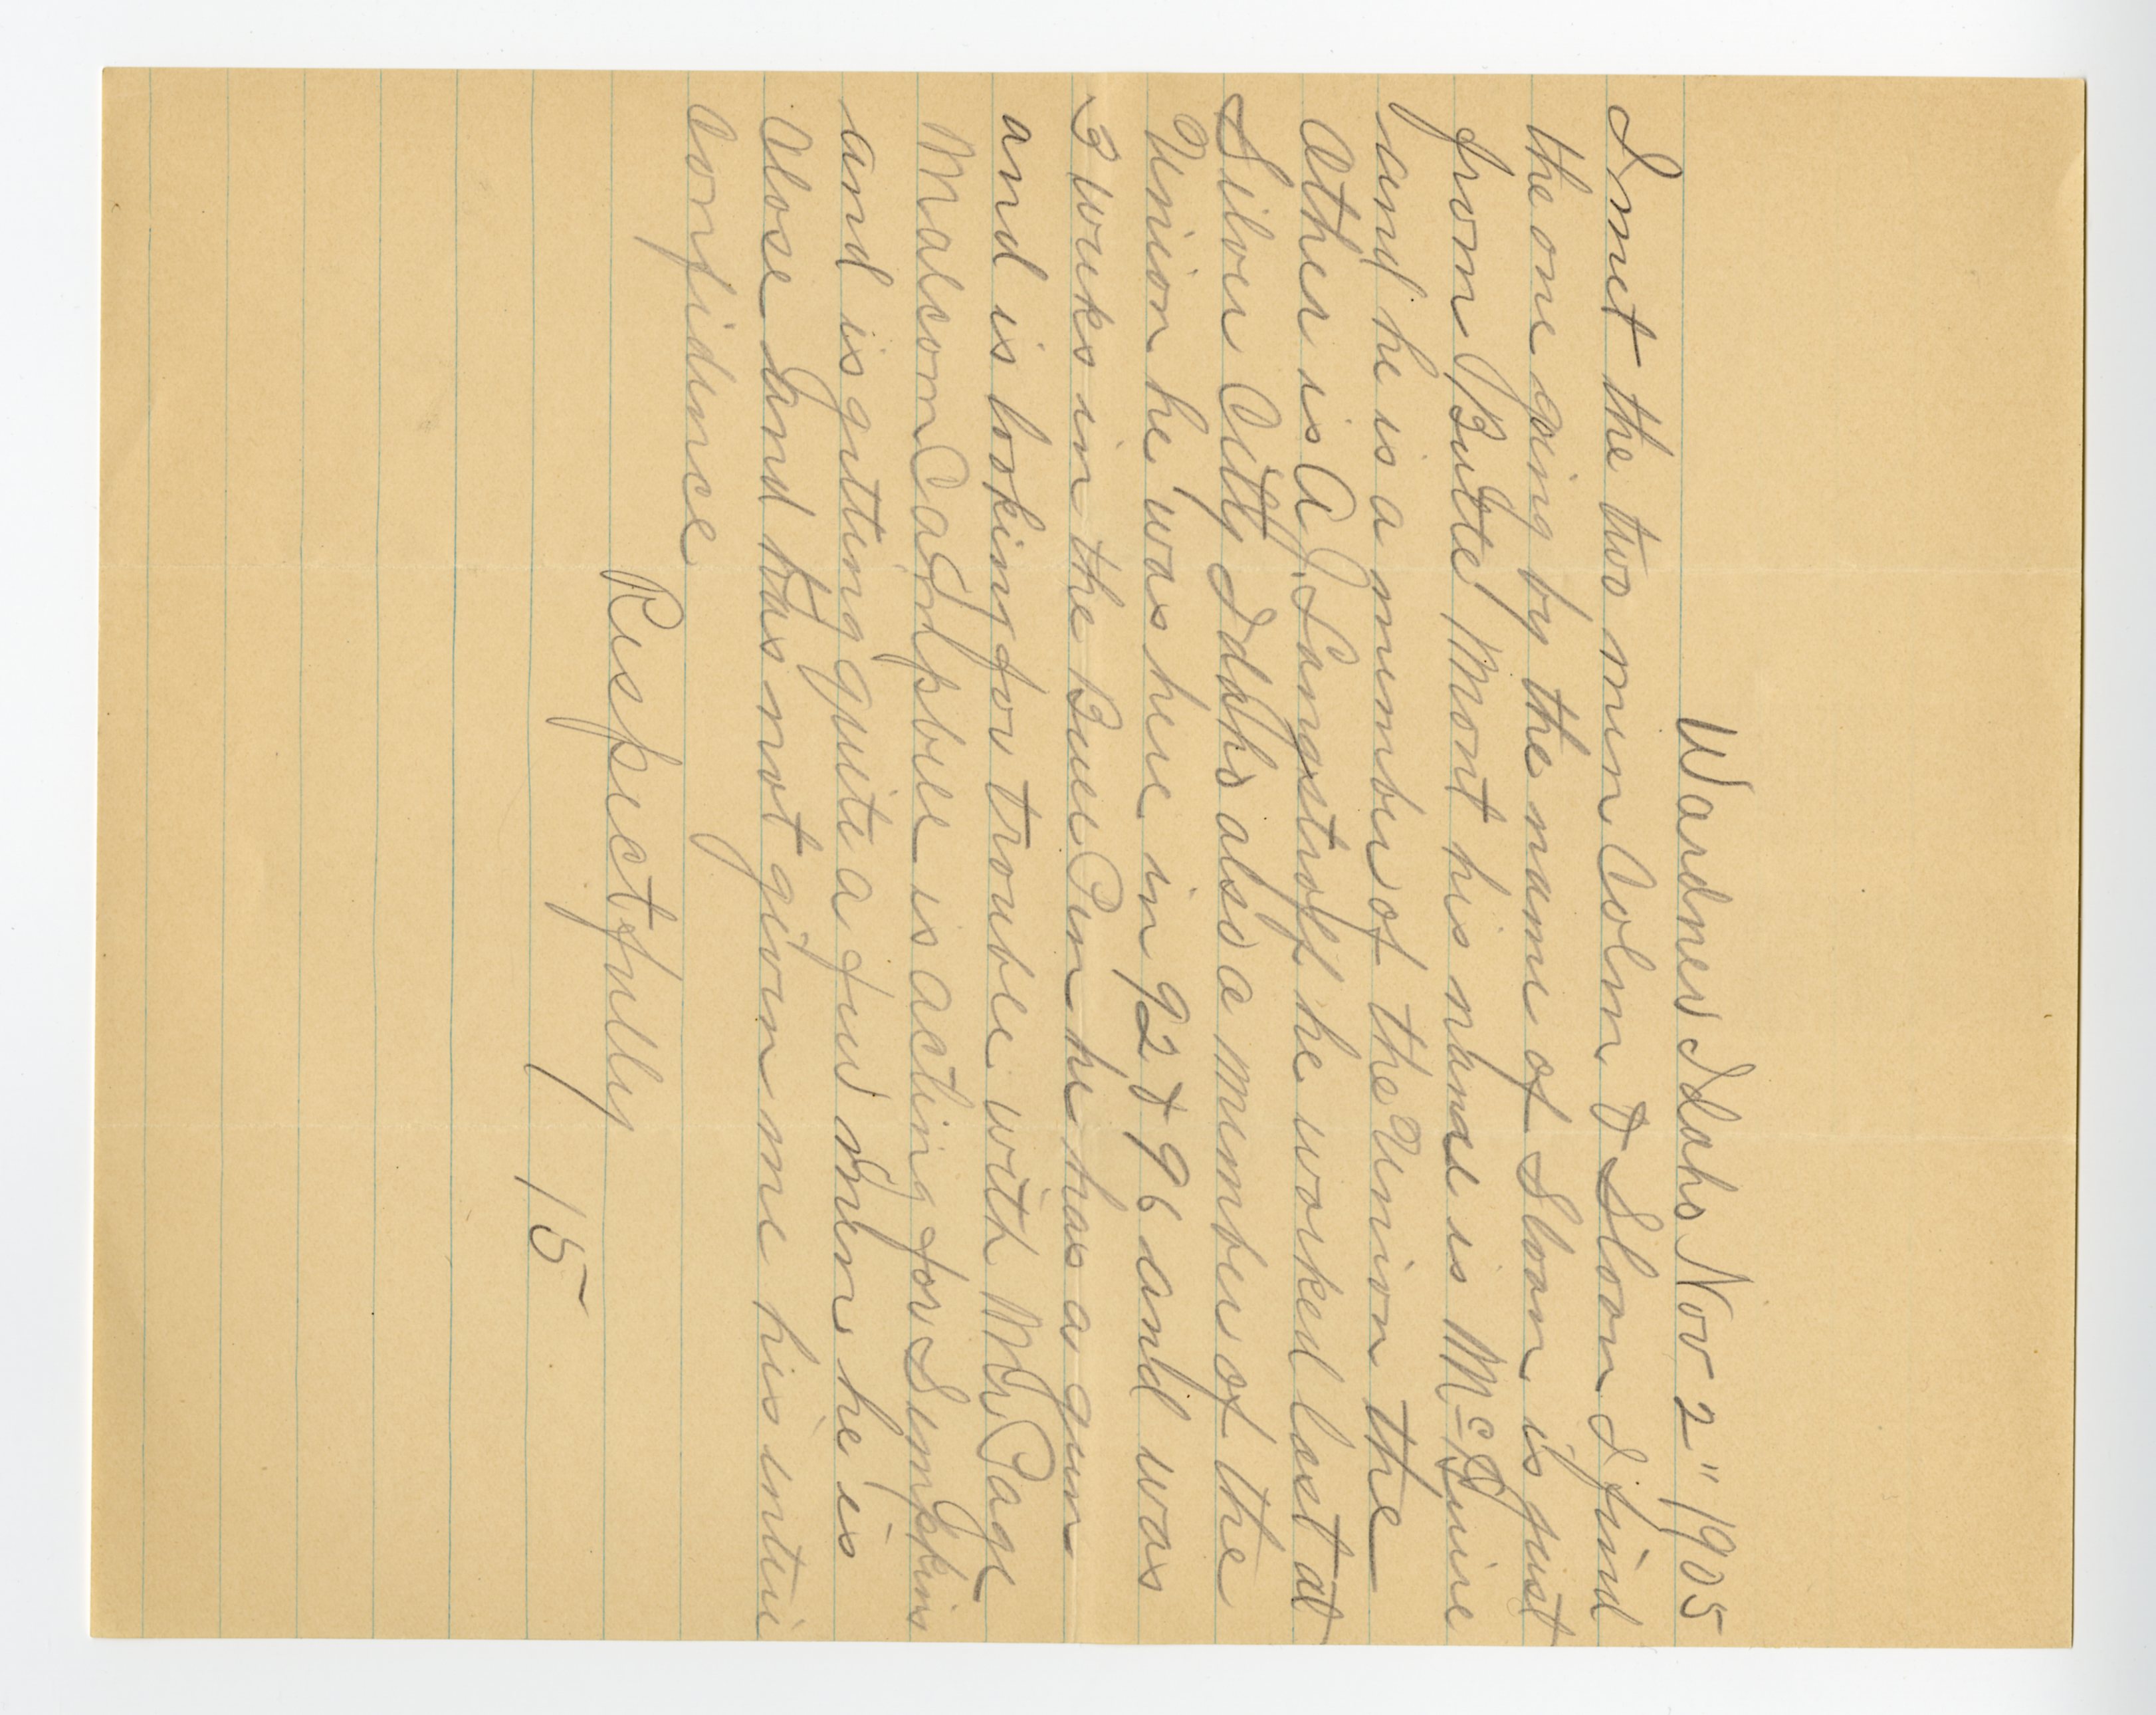 Wardner Idaho Nov 2" 1905
I met the two men Colm & Sloan I find
the one going by the name of Sloan is just
from Butte Mont his name is McGuire
and he is a member of the Union the
Other is A J. Langstroff he worked last at
Silver City Idaho also a member of the
Union he was here in 92 & 96 and was
3 weeks in the Bull Pen he has a gun
and is looking for trouble with Mr Page
Malcom Campbell is acting for Simpkins
and is getting quite a few men he is
Close and has not given me his entire
Confidence
Respectfully
15